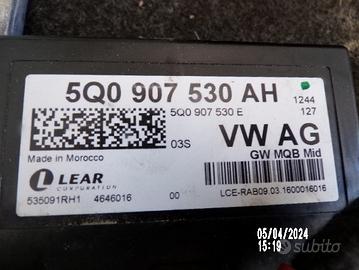 5Q0 907 530 AH
1244
5Q0 907 530 E
127
03S
VW AG
GW MQB Mid
Made in Morocco
LEAR
CORPORATION
LCE-RAB09.03.1600016016
535091RH1 4646016 00
05/04/2024
15:19
subito